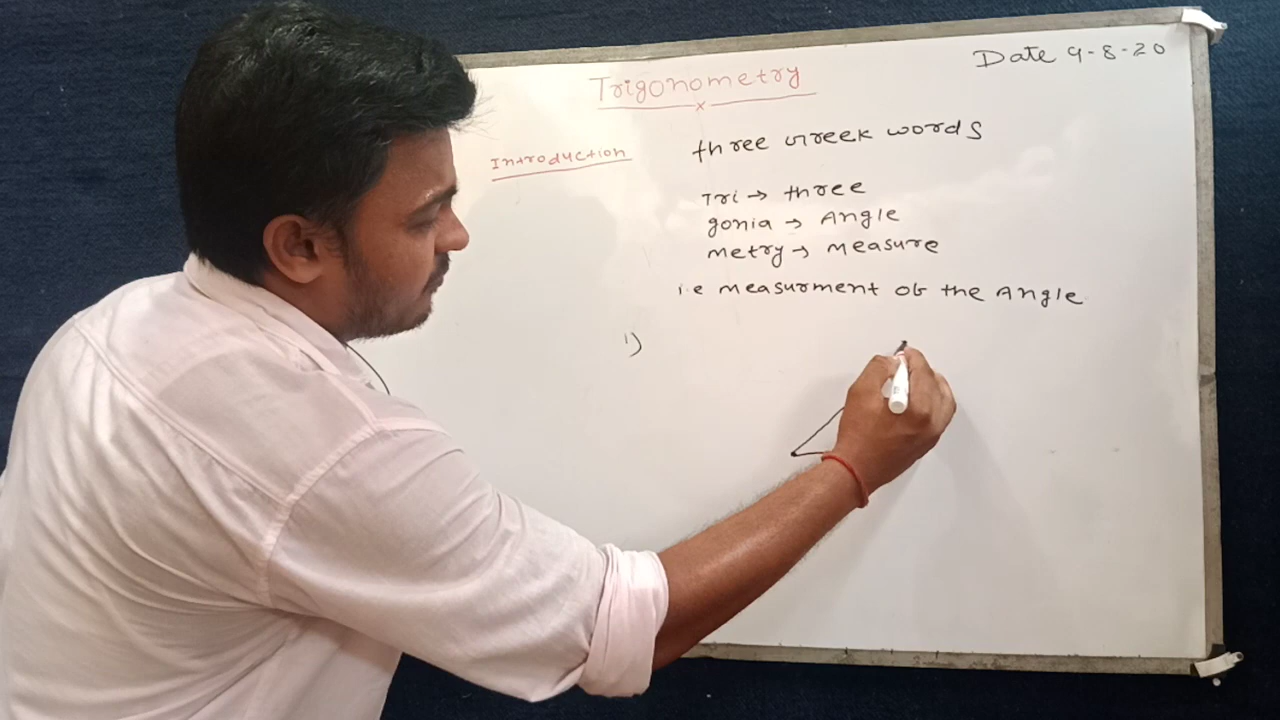 Date 9-8-20
Trigonometry
Introduction
three Greek words
Tri → three
gonia → Angle
metry → measure
i.e measurment of the Angle
1)